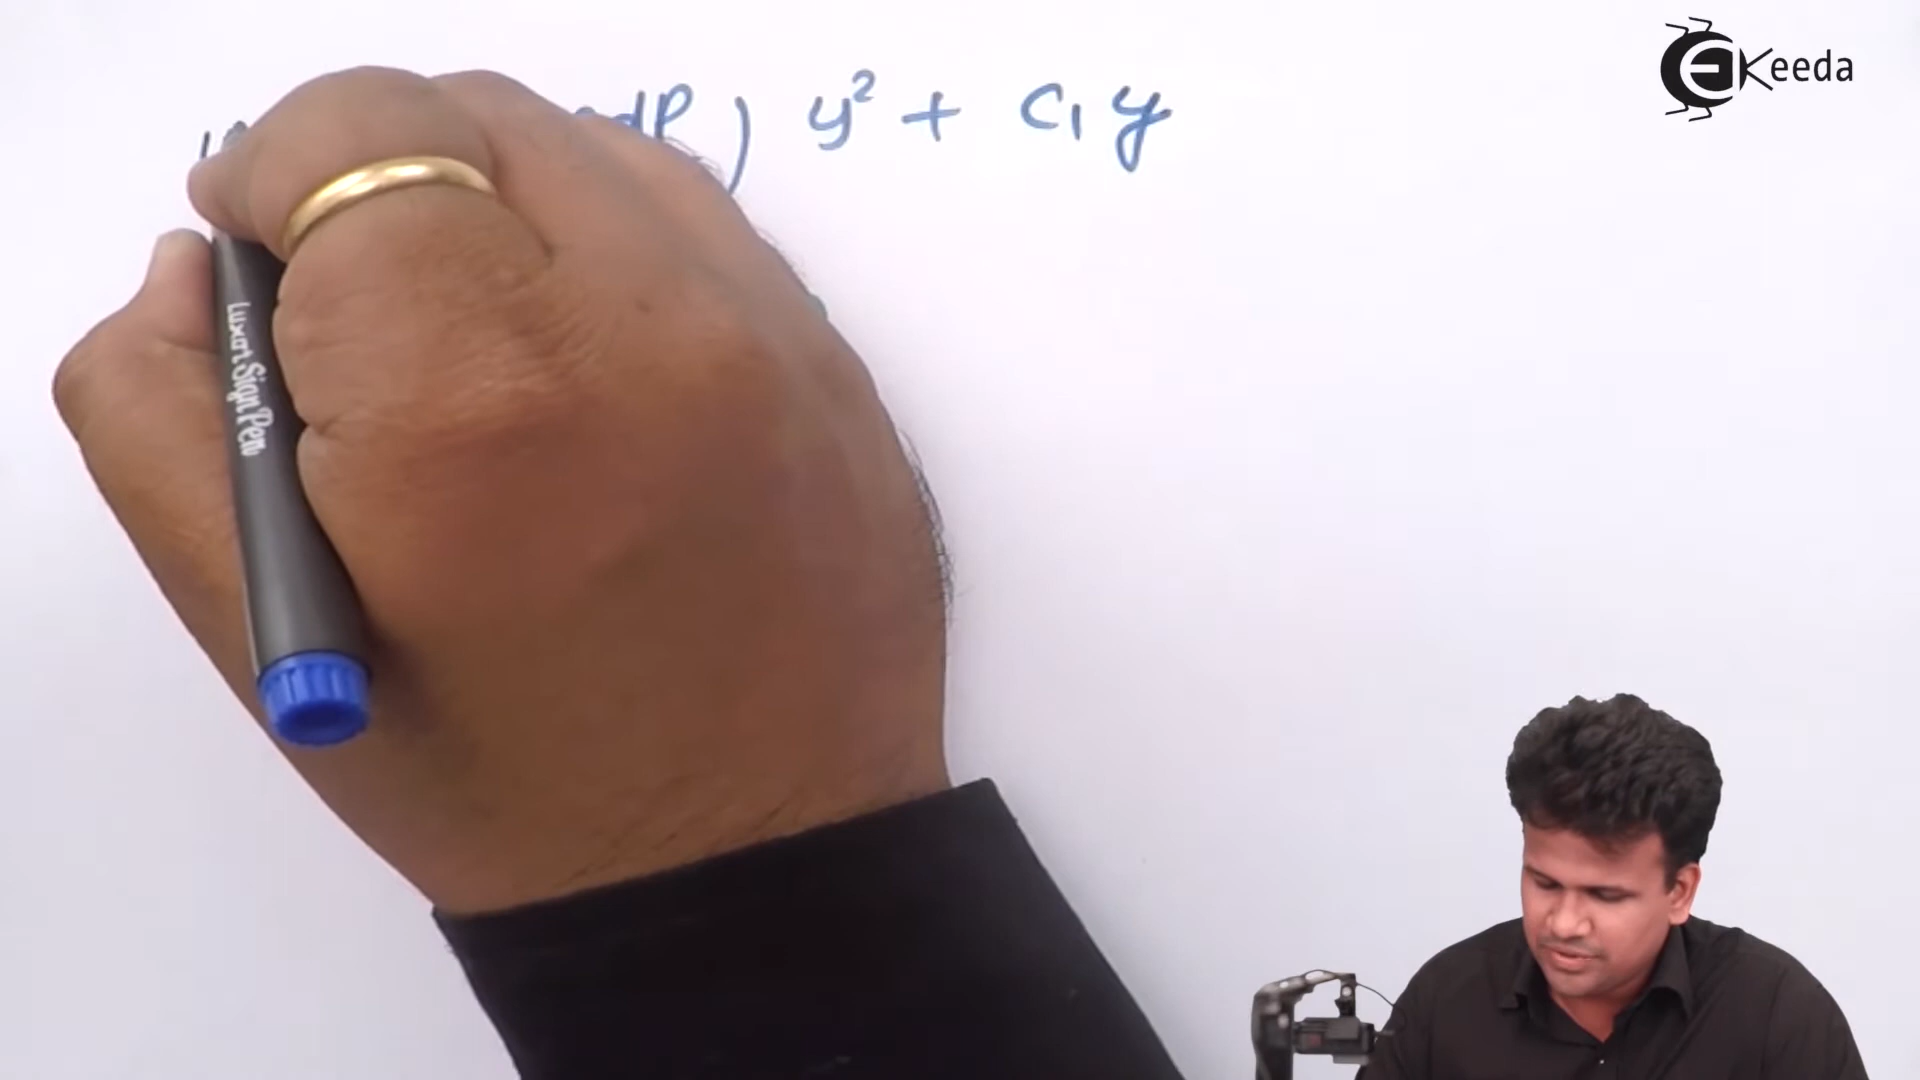 Keeda
dP ) y² + C₁ y
Luxor Sign Pen